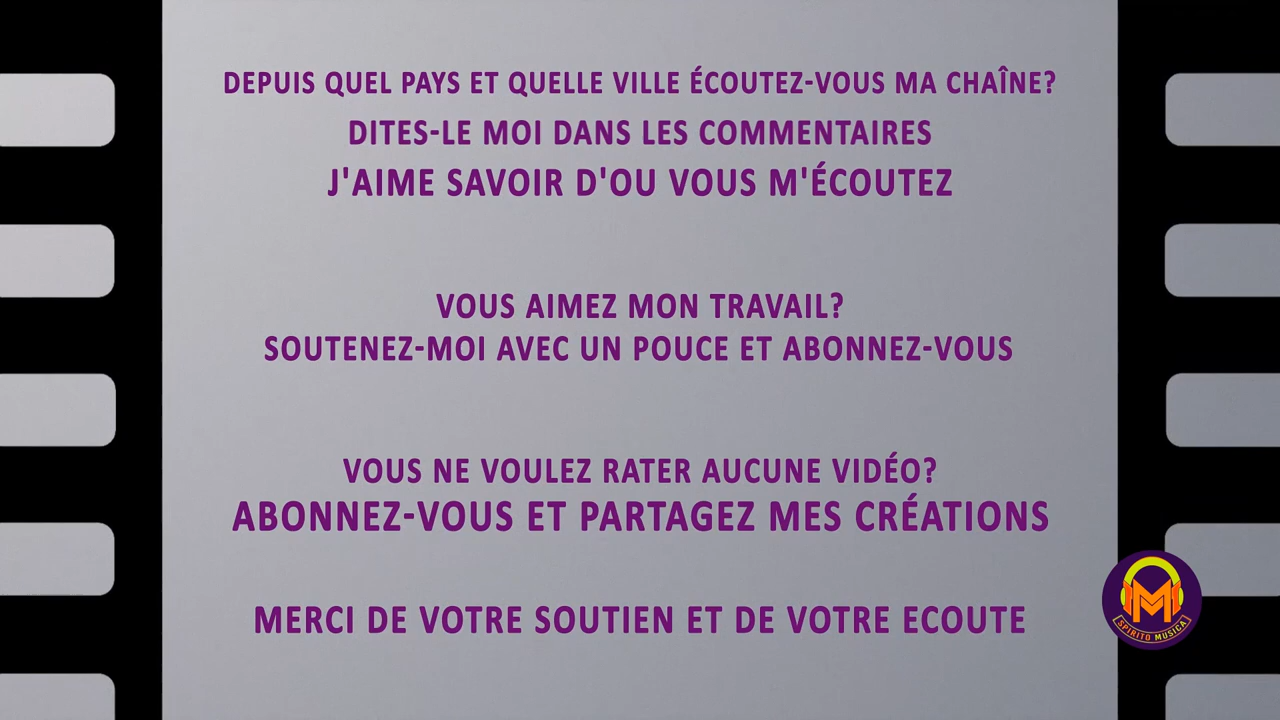 DEPUIS QUEL PAYS ET QUELLE VILLE ÉCOUTEZ-VOUS MA CHAÎNE?
DITES-LE MOI DANS LES COMMENTAIRES
J'AIME SAVOIR D'OU VOUS M'ÉCOUTEZ
VOUS AIMEZ MON TRAVAIL?
SOUTENEZ-MOI AVEC UN POUCE ET ABONNEZ-VOUS
VOUS NE VOULEZ RATER AUCUNE VIDÉO?
ABONNEZ-VOUS ET PARTAGEZ MES CRÉATIONS
MERCI DE VOTRE SOUTIEN ET DE VOTRE ECOUTE
M
SPIRITO MUSICA